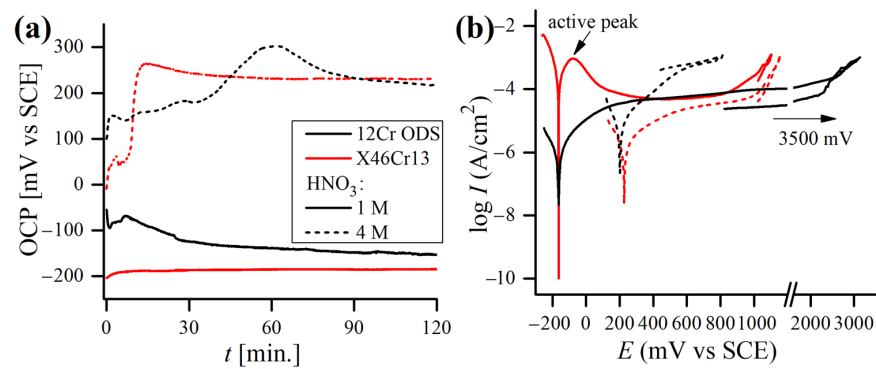 (a)
OCP [mV vs SCE]
300
200
100
0
−100
−200
0 30 60 90 120
t [min.]
12Cr ODS
X46Cr13
HNO₃:
1 M
4 M
(b)
active peak
log I (A/cm²)
−2
−4
−6
−8
−10
3500 mV
−200 0 200 400 600 800 1000 2000 3000
E (mV vs SCE)